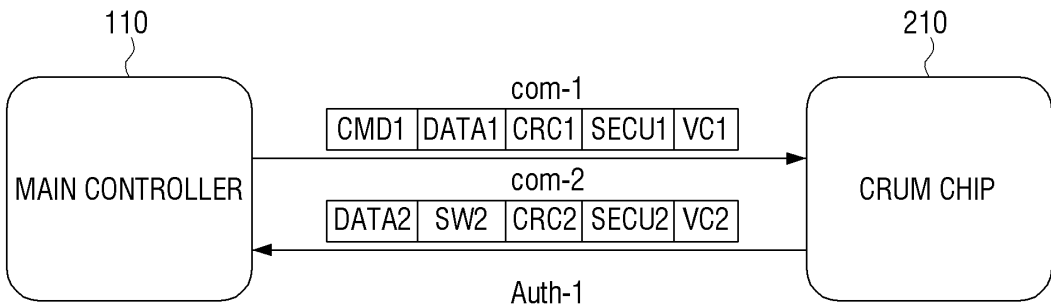 110
210
com-1
CMD1 DATA1 CRC1 SECU1 VC1
MAIN CONTROLLER
com-2
CRUM CHIP
DATA2 SW2 CRC2 SECU2 VC2
Auth-1